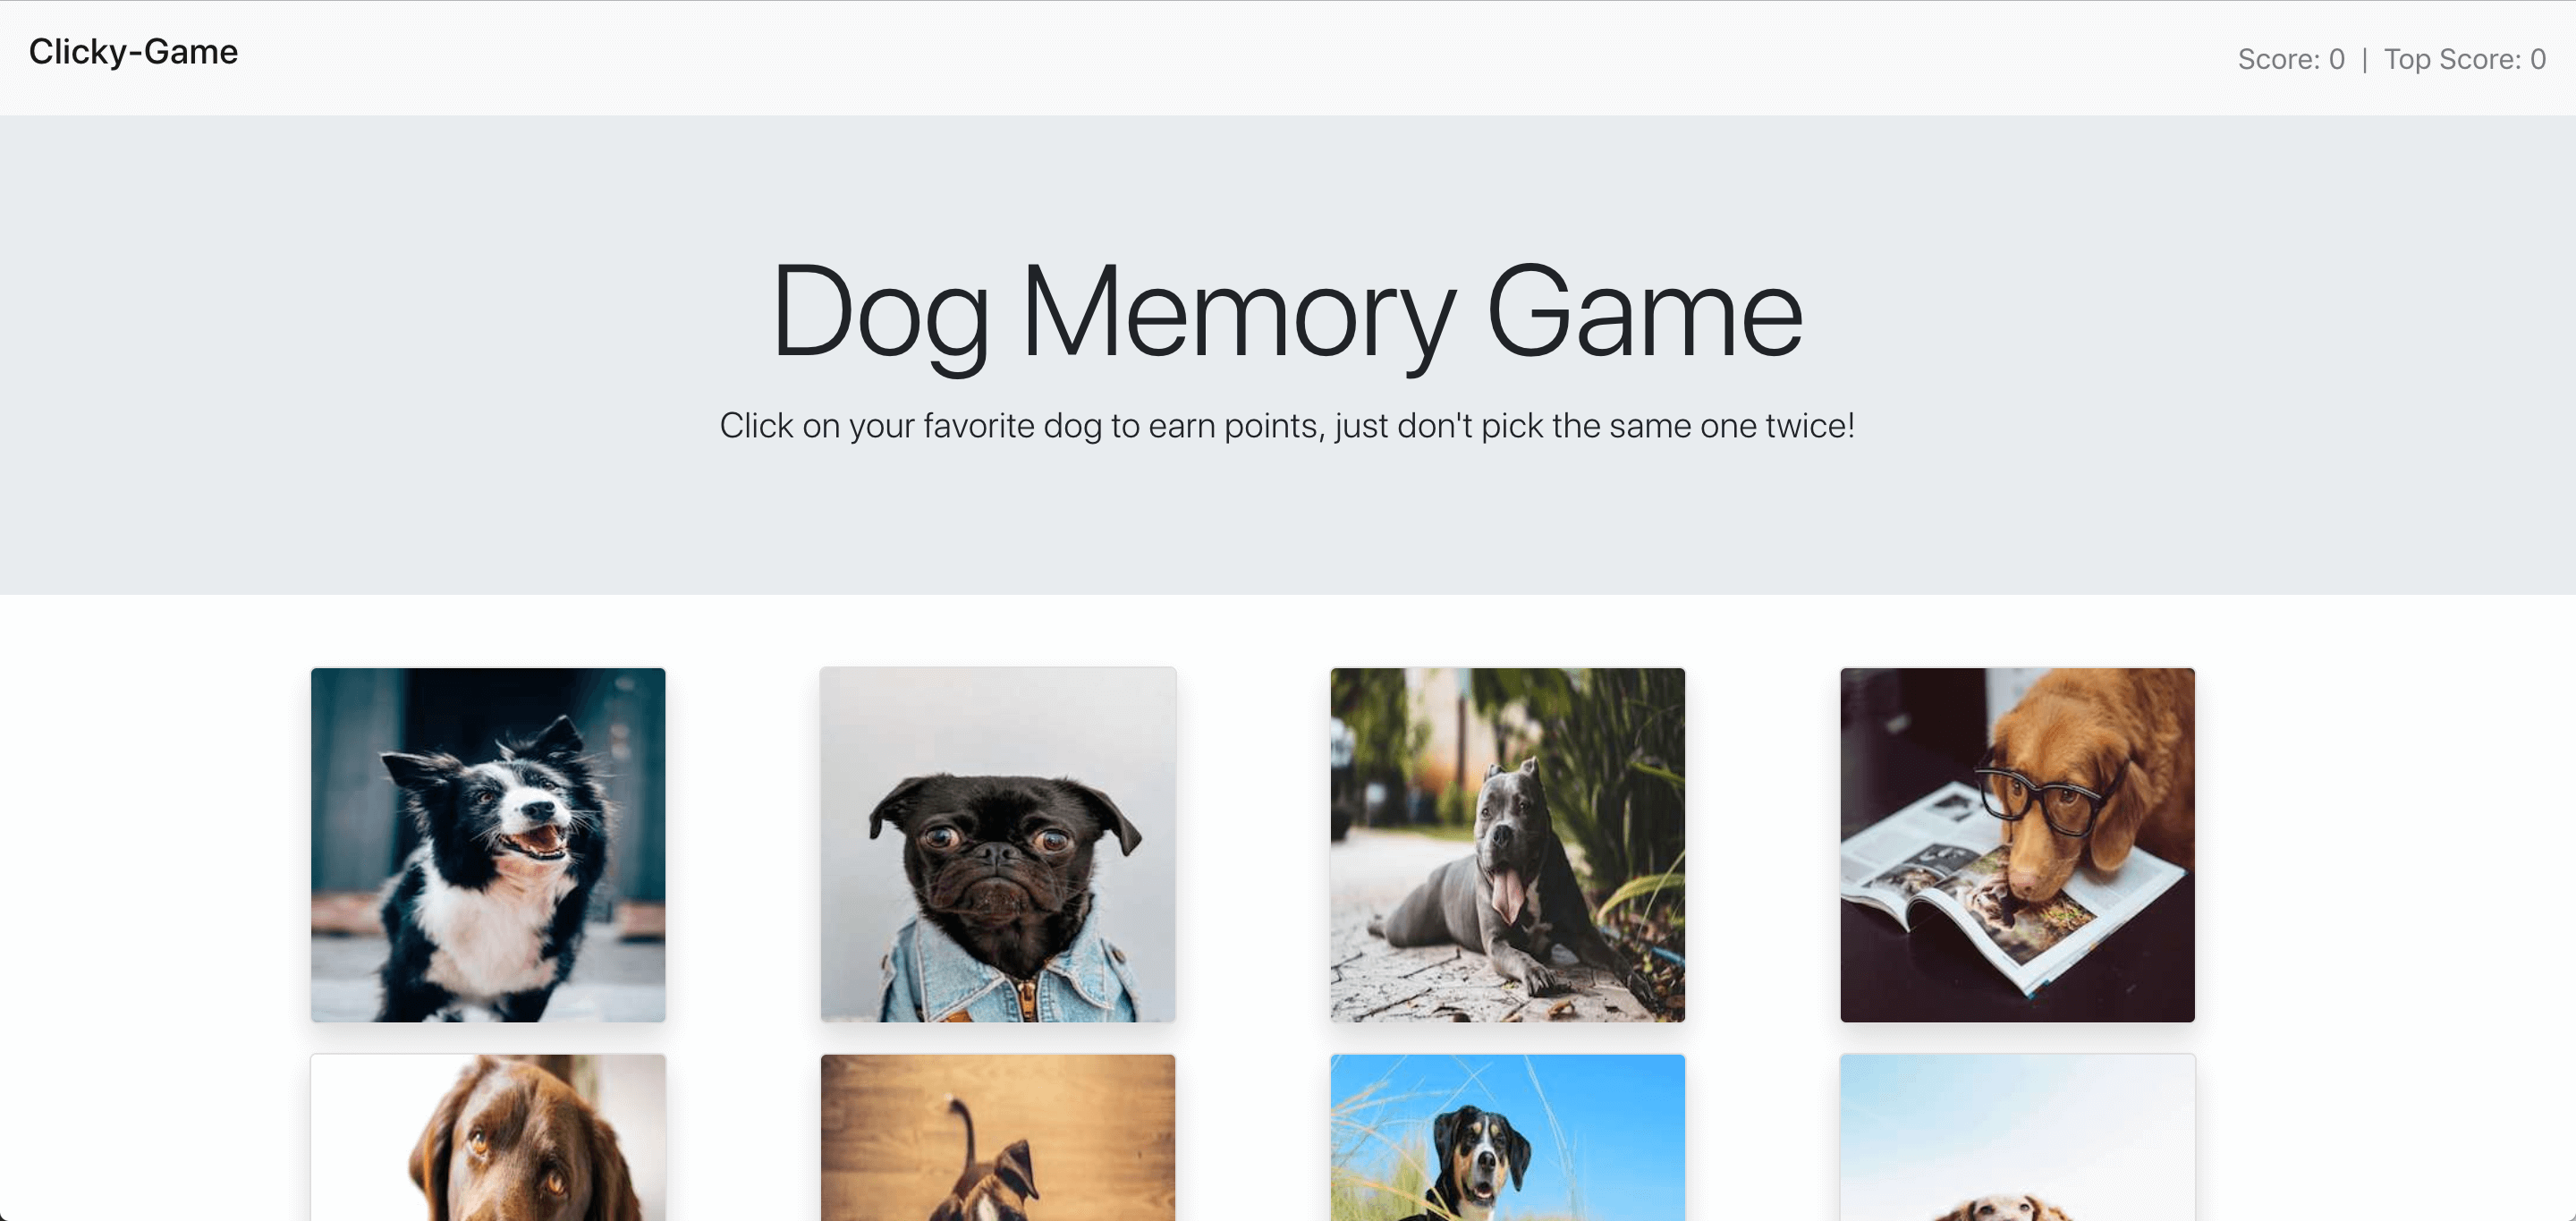 Clicky-Game
Score: 0 | Top Score: 0
Dog Memory Game
Click on your favorite dog to earn points, just don't pick the same one twice!